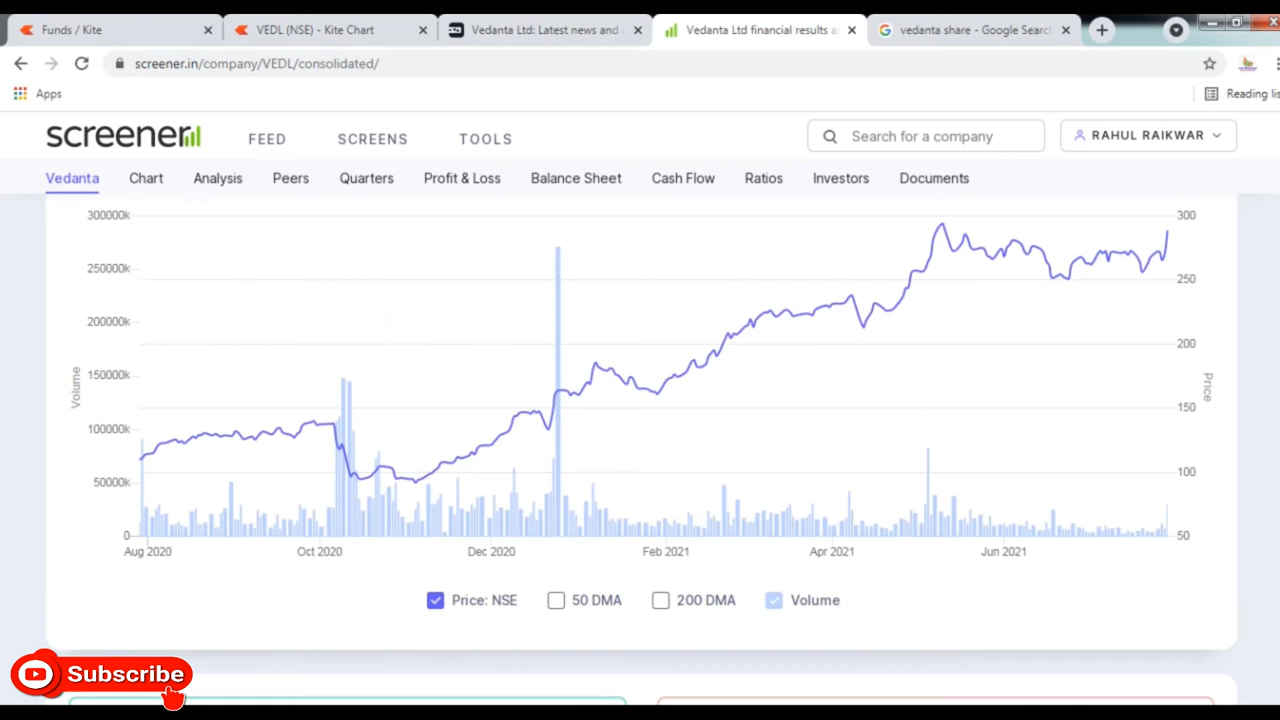 Funds / Kite
VEDL (NSE) - Kite Chart
Vedanta Ltd: Latest news and
Vedanta Ltd financial results a
vedanta share - Google Search
screener.in/company/VEDL/consolidated/
Apps
Reading lis
screener
FEED
SCREENS
TOOLS
Search for a company
RAHUL RAIKWAR
Vedanta
Chart
Analysis
Peers
Quarters
Profit & Loss
Balance Sheet
Cash Flow
Ratios
Investors
Documents
300000k
250000k
200000k
150000k
100000k
50000k
0
Volume
300
250
200
150
100
50
Price
Aug 2020
Oct 2020
Dec 2020
Feb 2021
Apr 2021
Jun 2021
Price: NSE
50 DMA
200 DMA
Volume
Subscribe